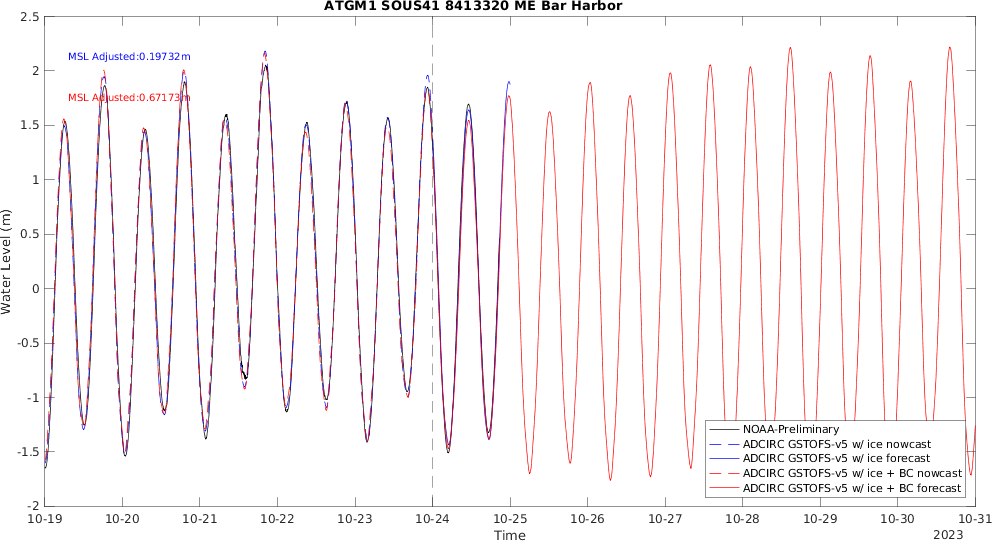 ATGM1 SOUS41 8413320 ME Bar Harbor
2.5
2
1.5
1
0.5
0
-0.5
-1
-1.5
-2
Water Level (m)
MSL Adjusted:0.19732m
MSL Adjusted:0.67173m
NOAA-Preliminary
ADCIRC GSTOFS-v5 w/ ice nowcast
ADCIRC GSTOFS-v5 w/ ice forecast
ADCIRC GSTOFS-v5 w/ ice + BC nowcast
ADCIRC GSTOFS-v5 w/ ice + BC forecast
10-19 10-20 10-21 10-22 10-23 10-24 10-25 10-26 10-27 10-28 10-29 10-30 10-31
Time
2023